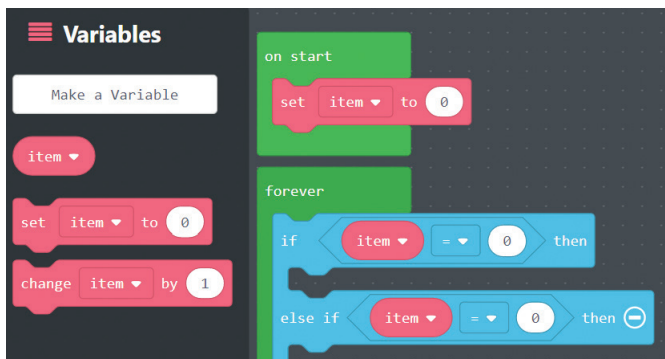 Variables
Make a Variable
item
set item to 0
change item by 1
on start
set item to 0
forever
if item = 0 then
else if item = 0 then